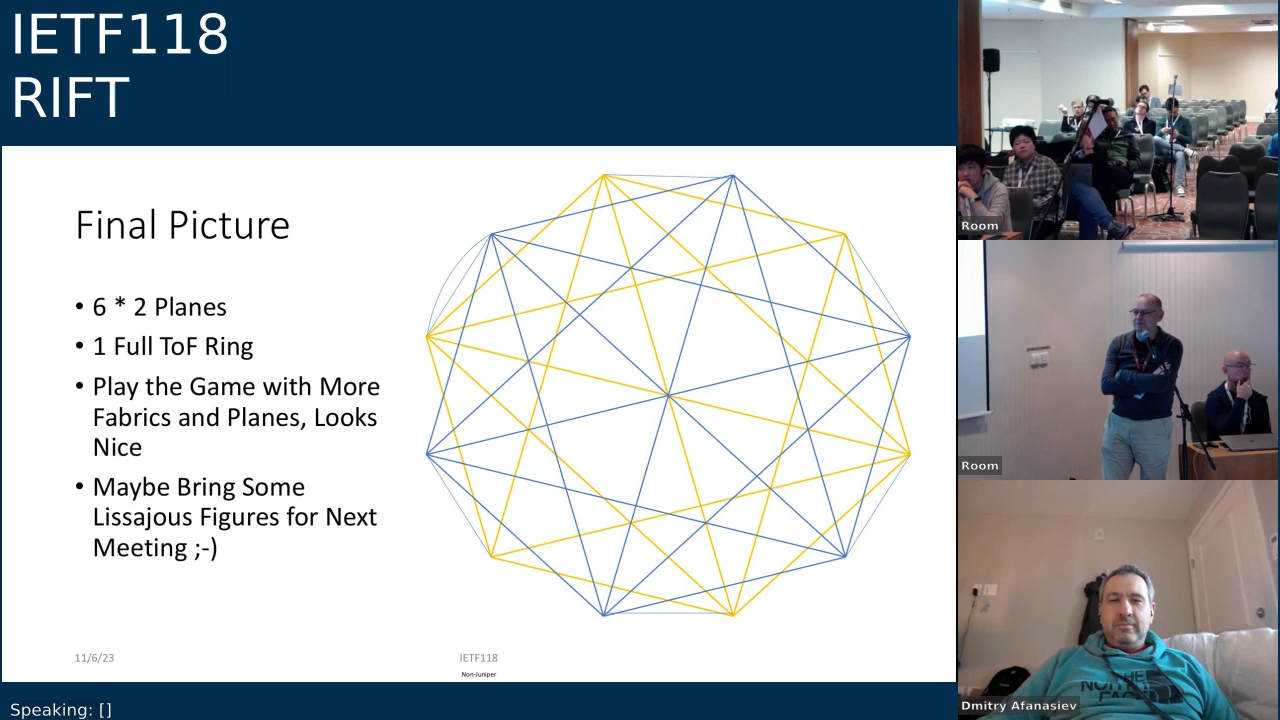 IETF118
RIFT
Final Picture
• 6 * 2 Planes
• 1 Full ToF Ring
• Play the Game with More
Fabrics and Planes, Looks
Nice
• Maybe Bring Some
Lissajous Figures for Next
Meeting ;-)
11/6/23
IETF118
Non-Juniper
Speaking: []
Room
Room
NORTH
FACE
Dmitry Afanasiev